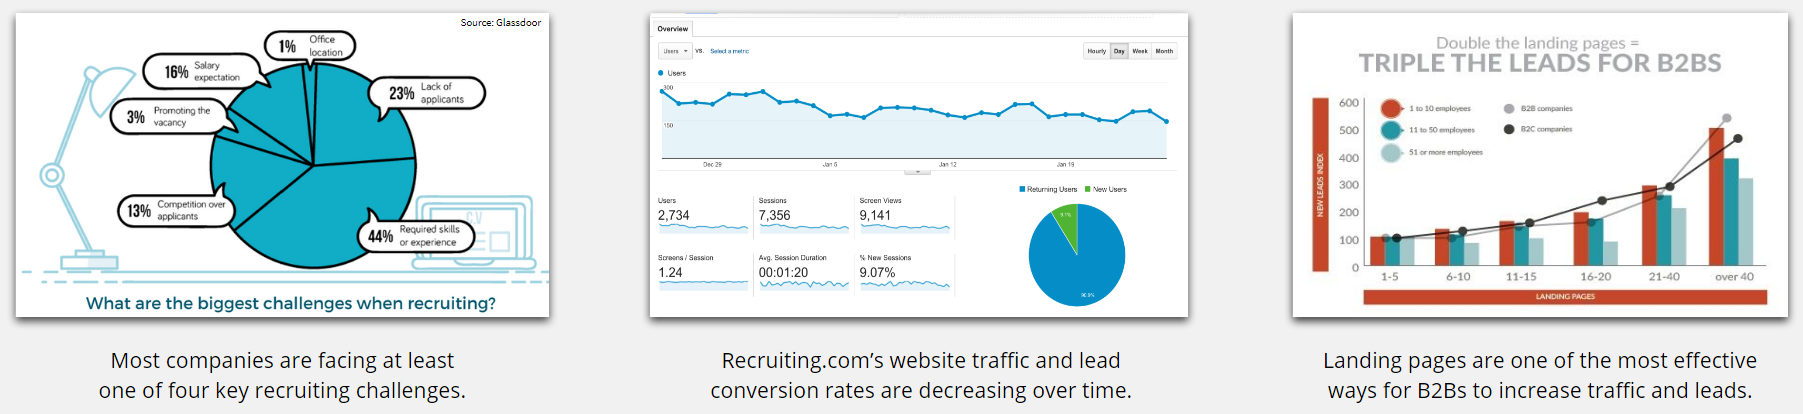 Source: Glassdoor
1% Office
location
16% Salary
expectation
23% Lack of
applicants
3% Promoting the
vacancy
13% Competition over
applicants
44% Required skills
or experience
CV
What are the biggest challenges when recruiting?
Most companies are facing at least
one of four key recruiting challenges.
Overview
Users VS. Select a metric
Hourly Day Week Month
Users
300
150
Dec 29 Jan 5 Jan 12 Jan 19
Returning Users New Users
Users Sessions Screen Views
2,734 7,356 9,141
Screens / Session Avg. Session Duration % New Sessions
1.24 00:01:20 9.07%
9.1%
90.9%
Recruiting.com’s website traffic and lead
conversion rates are decreasing over time.
Double the landing pages =
TRIPLE THE LEADS FOR B2BS
NEW LEADS INDEX
600
500
400
300
200
100
0
1 to 10 employees
11 to 50 employees
51 or more employees
B2B companies
B2C companies
1-5 6-10 11-15 16-20 21-40 over 40
LANDING PAGES
Landing pages are one of the most effective
ways for B2Bs to increase traffic and leads.